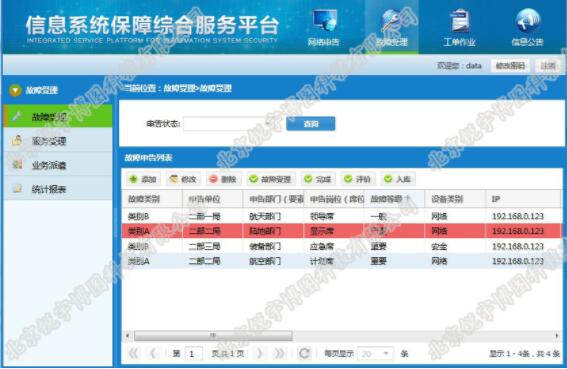 信息系统保障综合服务平台
INTEGRATED SERVICE PLATFORM FOR INFORMATION SYSTEM SECURITY
网络申告 故障受理 工单作业 信息公告
欢迎您：data 修改密码 注销
故障受理
当前位置：故障受理>故障受理
故障受理
服务受理
业务派遣
统计报表
申告状态： 查询
故障申告列表
添加 修改 删除 故障受理 完成 评价 入库
故障类别 申告单位 申告部门（要素 申告岗位（席位 故障等级 设备类别 IP
类别B 二部一局 航天部门 领导席 一般 网络 192.168.0.123
类别A 二部二局 陆地部门 显示席 网络 192.168.0.123
类别B 二部三局 装备部门 应急席 重要 安全 192.168.0.123
类别A 二部二局 航空部门 计划席 重要 网络 192.168.0.123
第 1 页,共 1 页 每页显示 20 条 显示 1 - 4条，共 4 条
北京锐宇博图科技有限公司